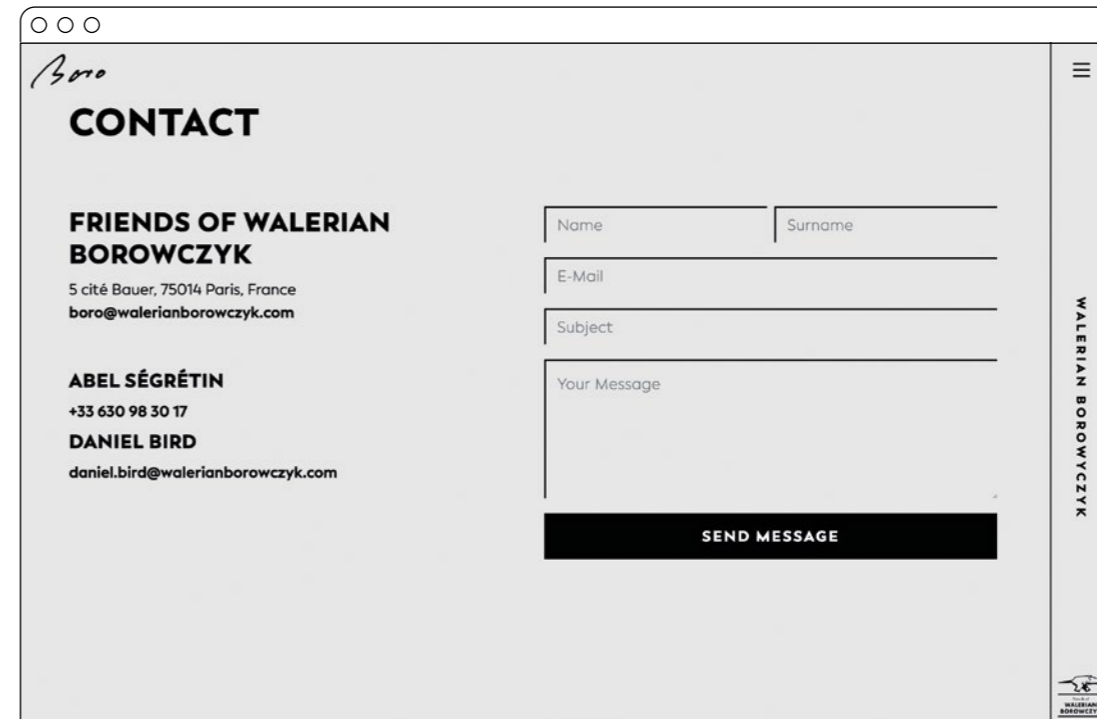 Boro
CONTACT
FRIENDS OF WALERIAN
BOROWCZYK
5 cité Bauer, 75014 Paris, France
boro@walerianborowczyk.com
ABEL SÉGRÉTIN
+33 630 98 30 17
DANIEL BIRD
daniel.bird@walerianborowczyk.com
Name
Surname
E-Mail
Subject
Your Message
SEND MESSAGE
WALERIAN BOROWYCZYK
WALERIAN
BOROWCZY